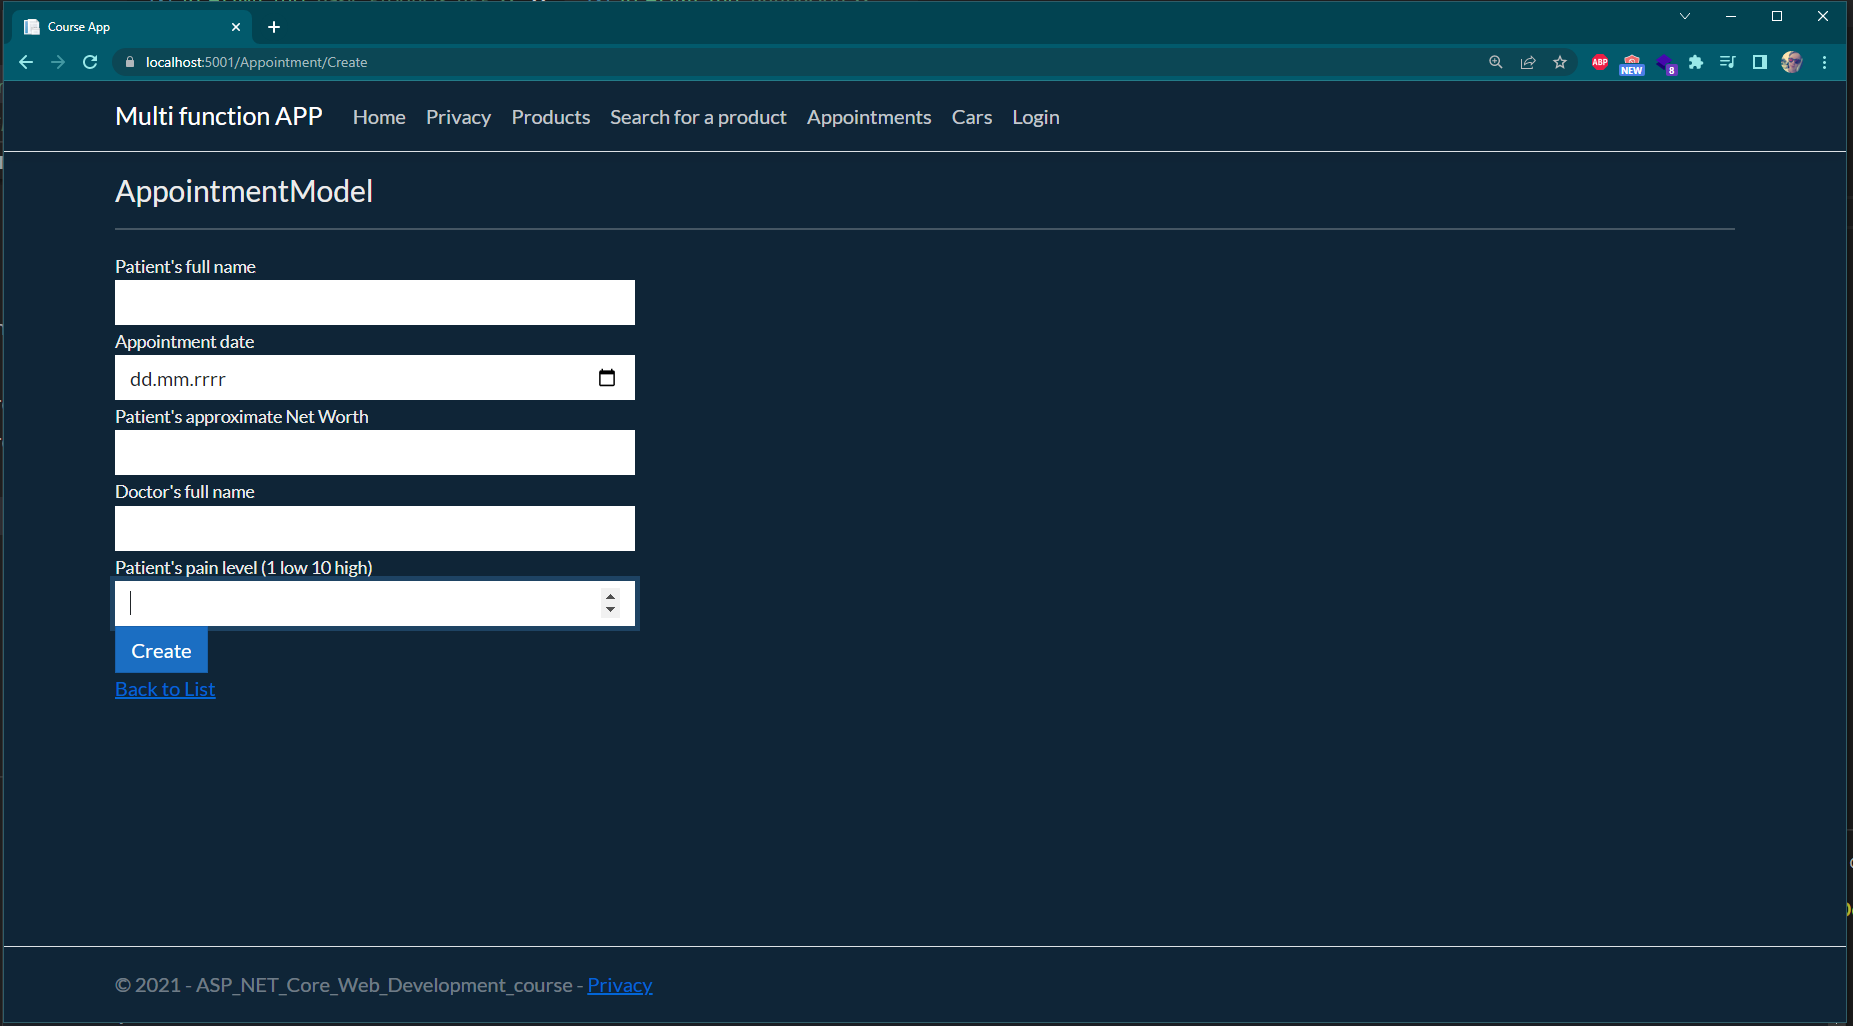 Course App
localhost:5001/Appointment/Create
ABP
NEW
8
Multi function APP Home Privacy Products Search for a product Appointments Cars Login
AppointmentModel
Patient's full name
Appointment date
dd.mm.rrrr
Patient's approximate Net Worth
Doctor's full name
Patient's pain level (1 low 10 high)
Create
Back to List
© 2021 - ASP_NET_Core_Web_Development_course - Privacy